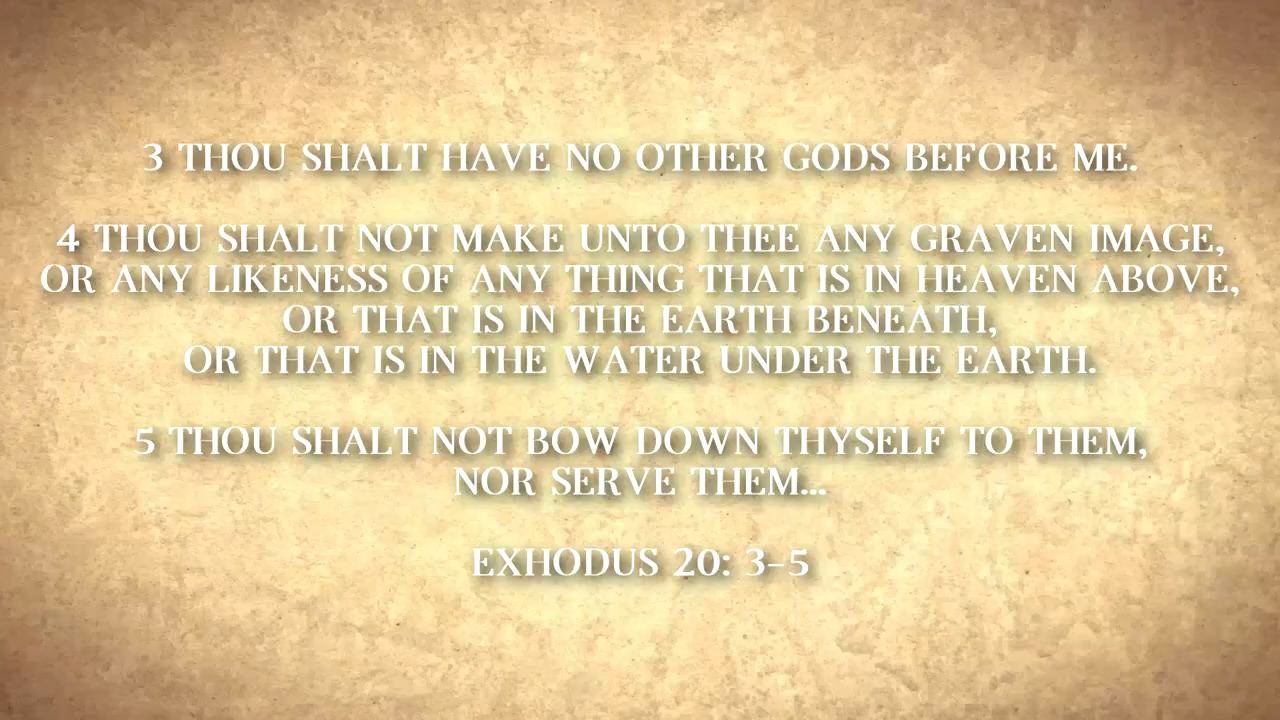 3 THOU SHALT HAVE NO OTHER GODS BEFORE ME.
4 THOU SHALT NOT MAKE UNTO THEE ANY GRAVEN IMAGE,
OR ANY LIKENESS OF ANY THING THAT IS IN HEAVEN ABOVE,
OR THAT IS IN THE EARTH BENEATH,
OR THAT IS IN THE WATER UNDER THE EARTH.
5 THOU SHALT NOT BOW DOWN THYSELF TO THEM,
NOR SERVE THEM...
EXHODUS 20: 3-5